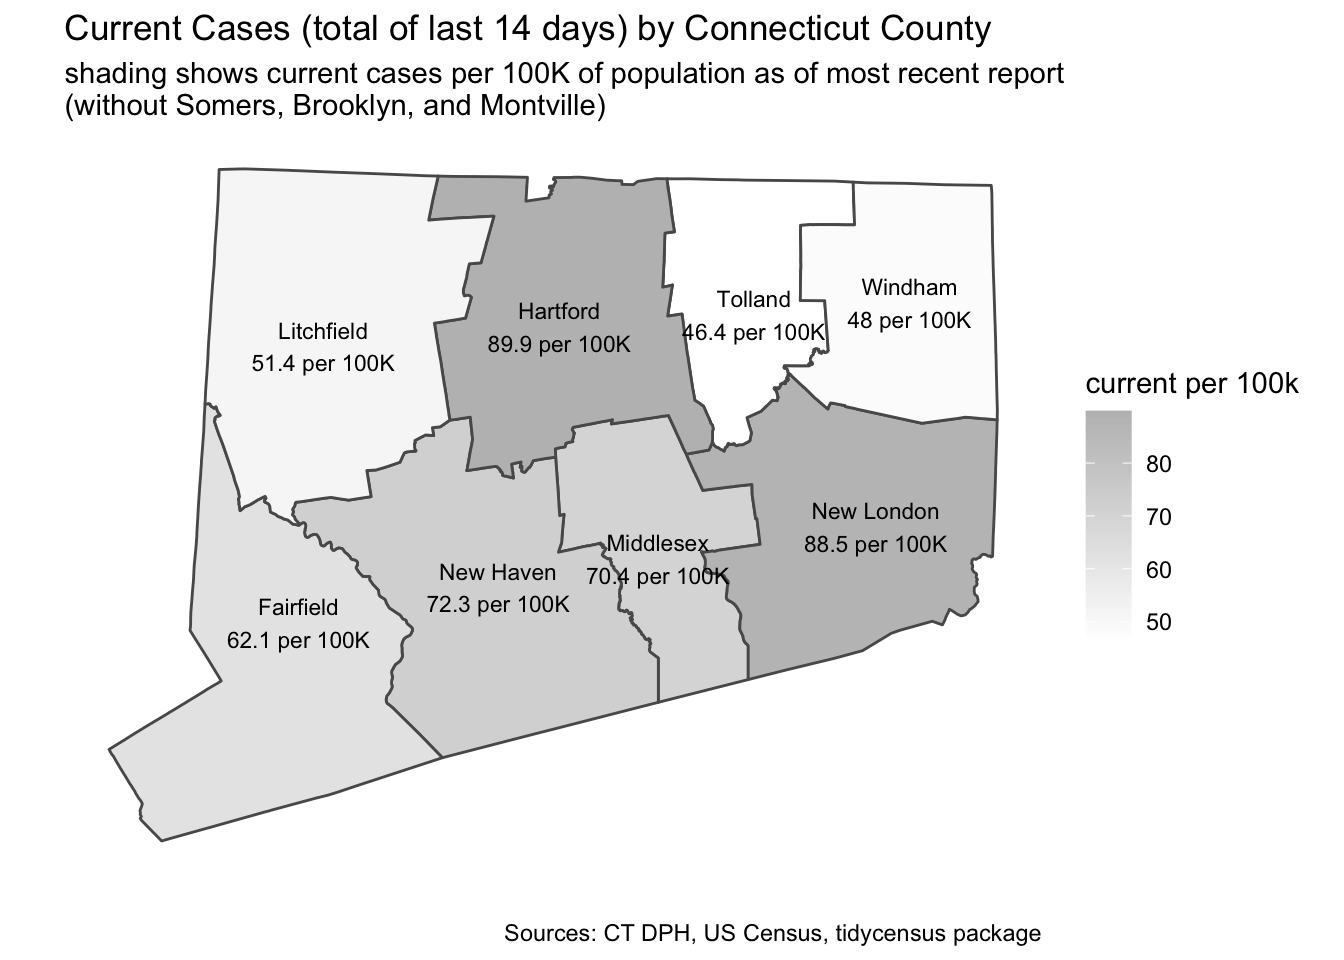 Current Cases (total of last 14 days) by Connecticut County
shading shows current cases per 100K of population as of most recent report
(without Somers, Brooklyn, and Montville)
Litchfield
51.4 per 100K
Hartford
89.9 per 100K
Tolland
46.4 per 100K
Windham
48 per 100K
Fairfield
62.1 per 100K
New Haven
72.3 per 100K
Middlesex
70.4 per 100K
New London
88.5 per 100K
current per 100k
80
70
60
50
Sources: CT DPH, US Census, tidycensus package